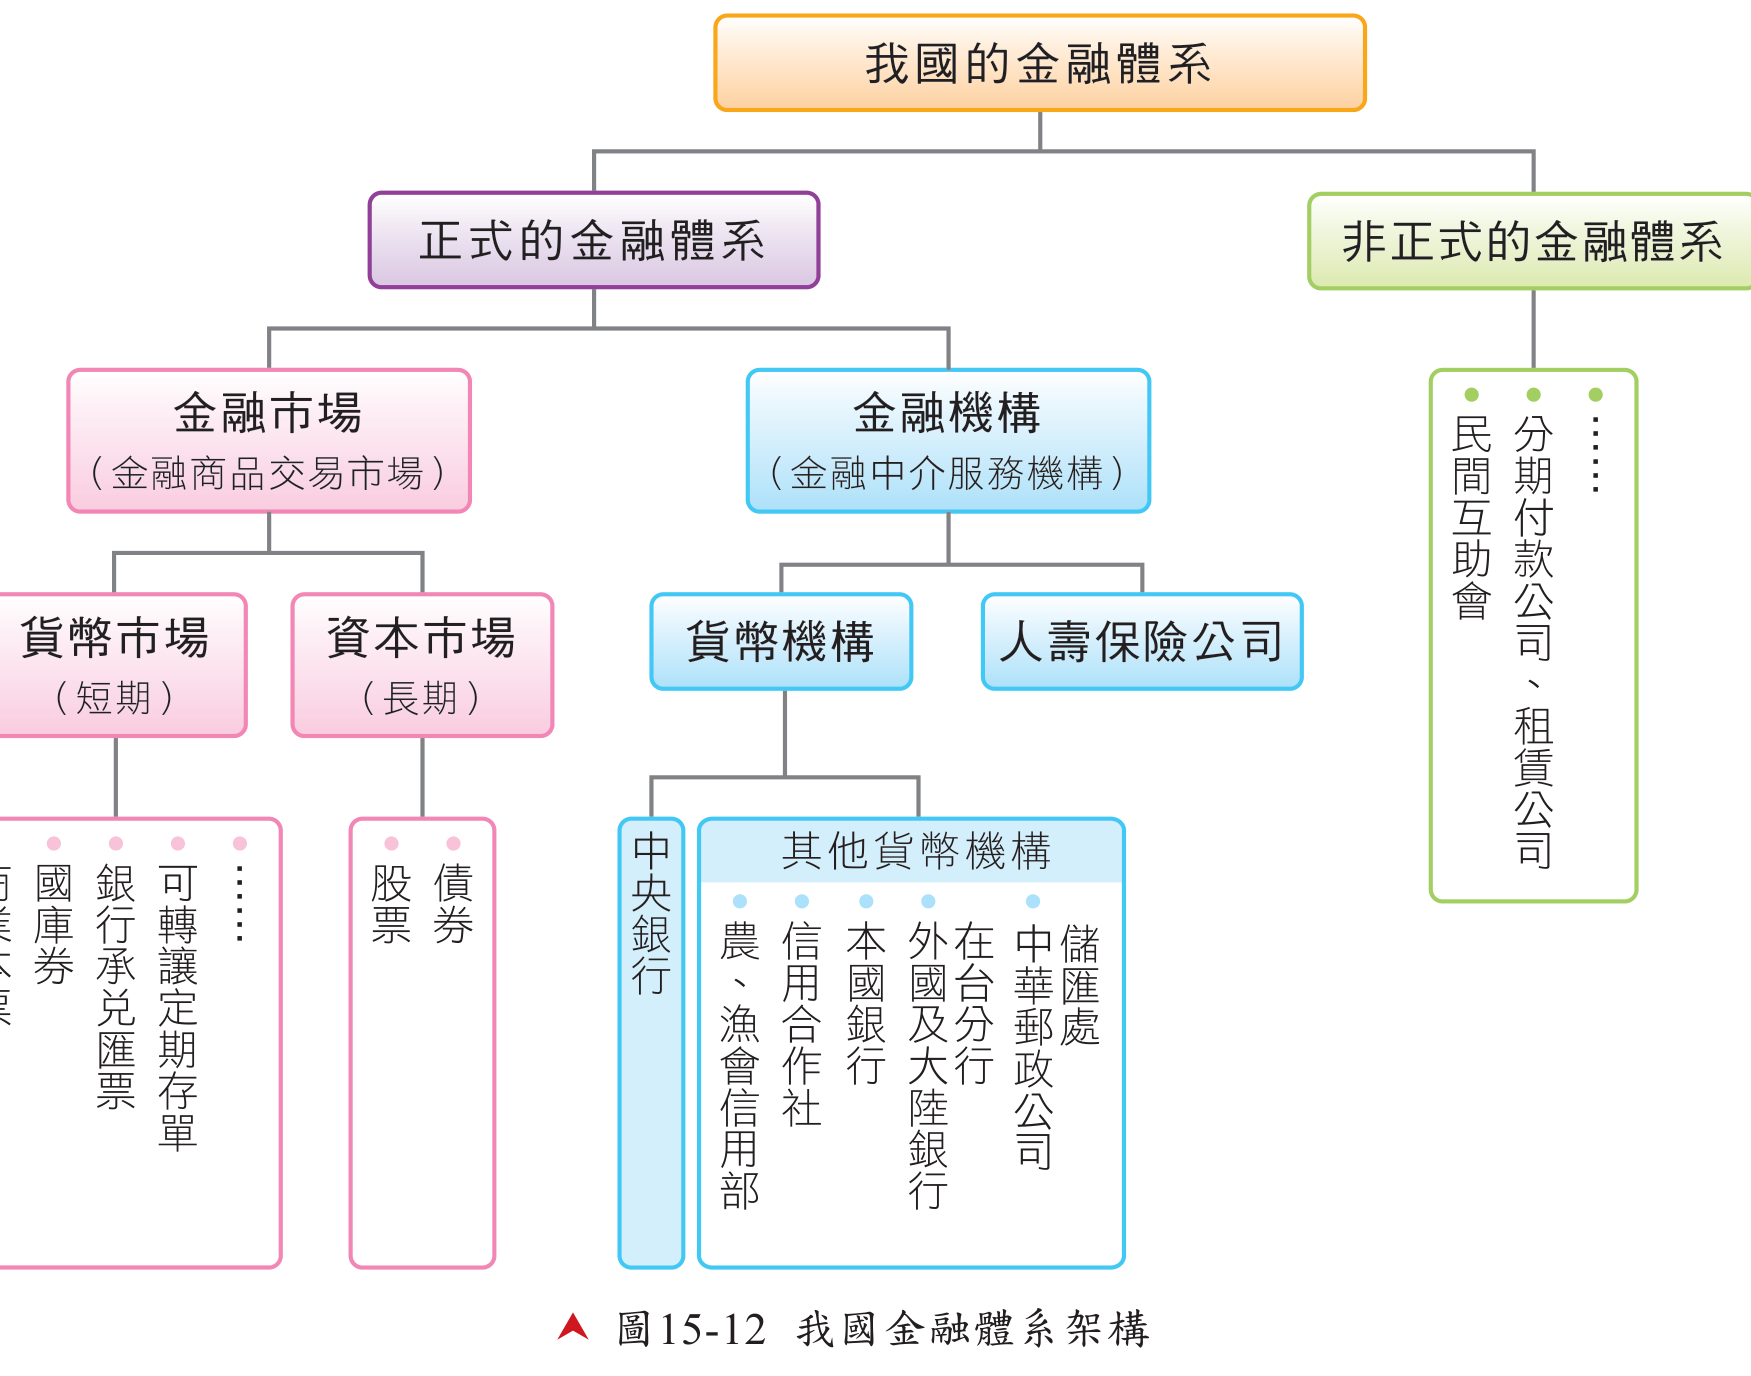 我國的金融體系
正式的金融體系
非正式的金融體系
金融市場
（金融商品交易市場）
金融機構
（金融中介服務機構）
民間互助會
分期付款公司、租賃公司
……
貨幣市場
（短期）
資本市場
（長期）
貨幣機構
人壽保險公司
國庫券
銀行承兌匯票
可轉讓定期存單
……
股票
債券
中央銀行
其他貨幣機構
農、漁會信用部
信用合作社
本國銀行
外國及大陸銀行
在台分行
中華郵政公司
儲匯處
圖15-12 我國金融體系架構